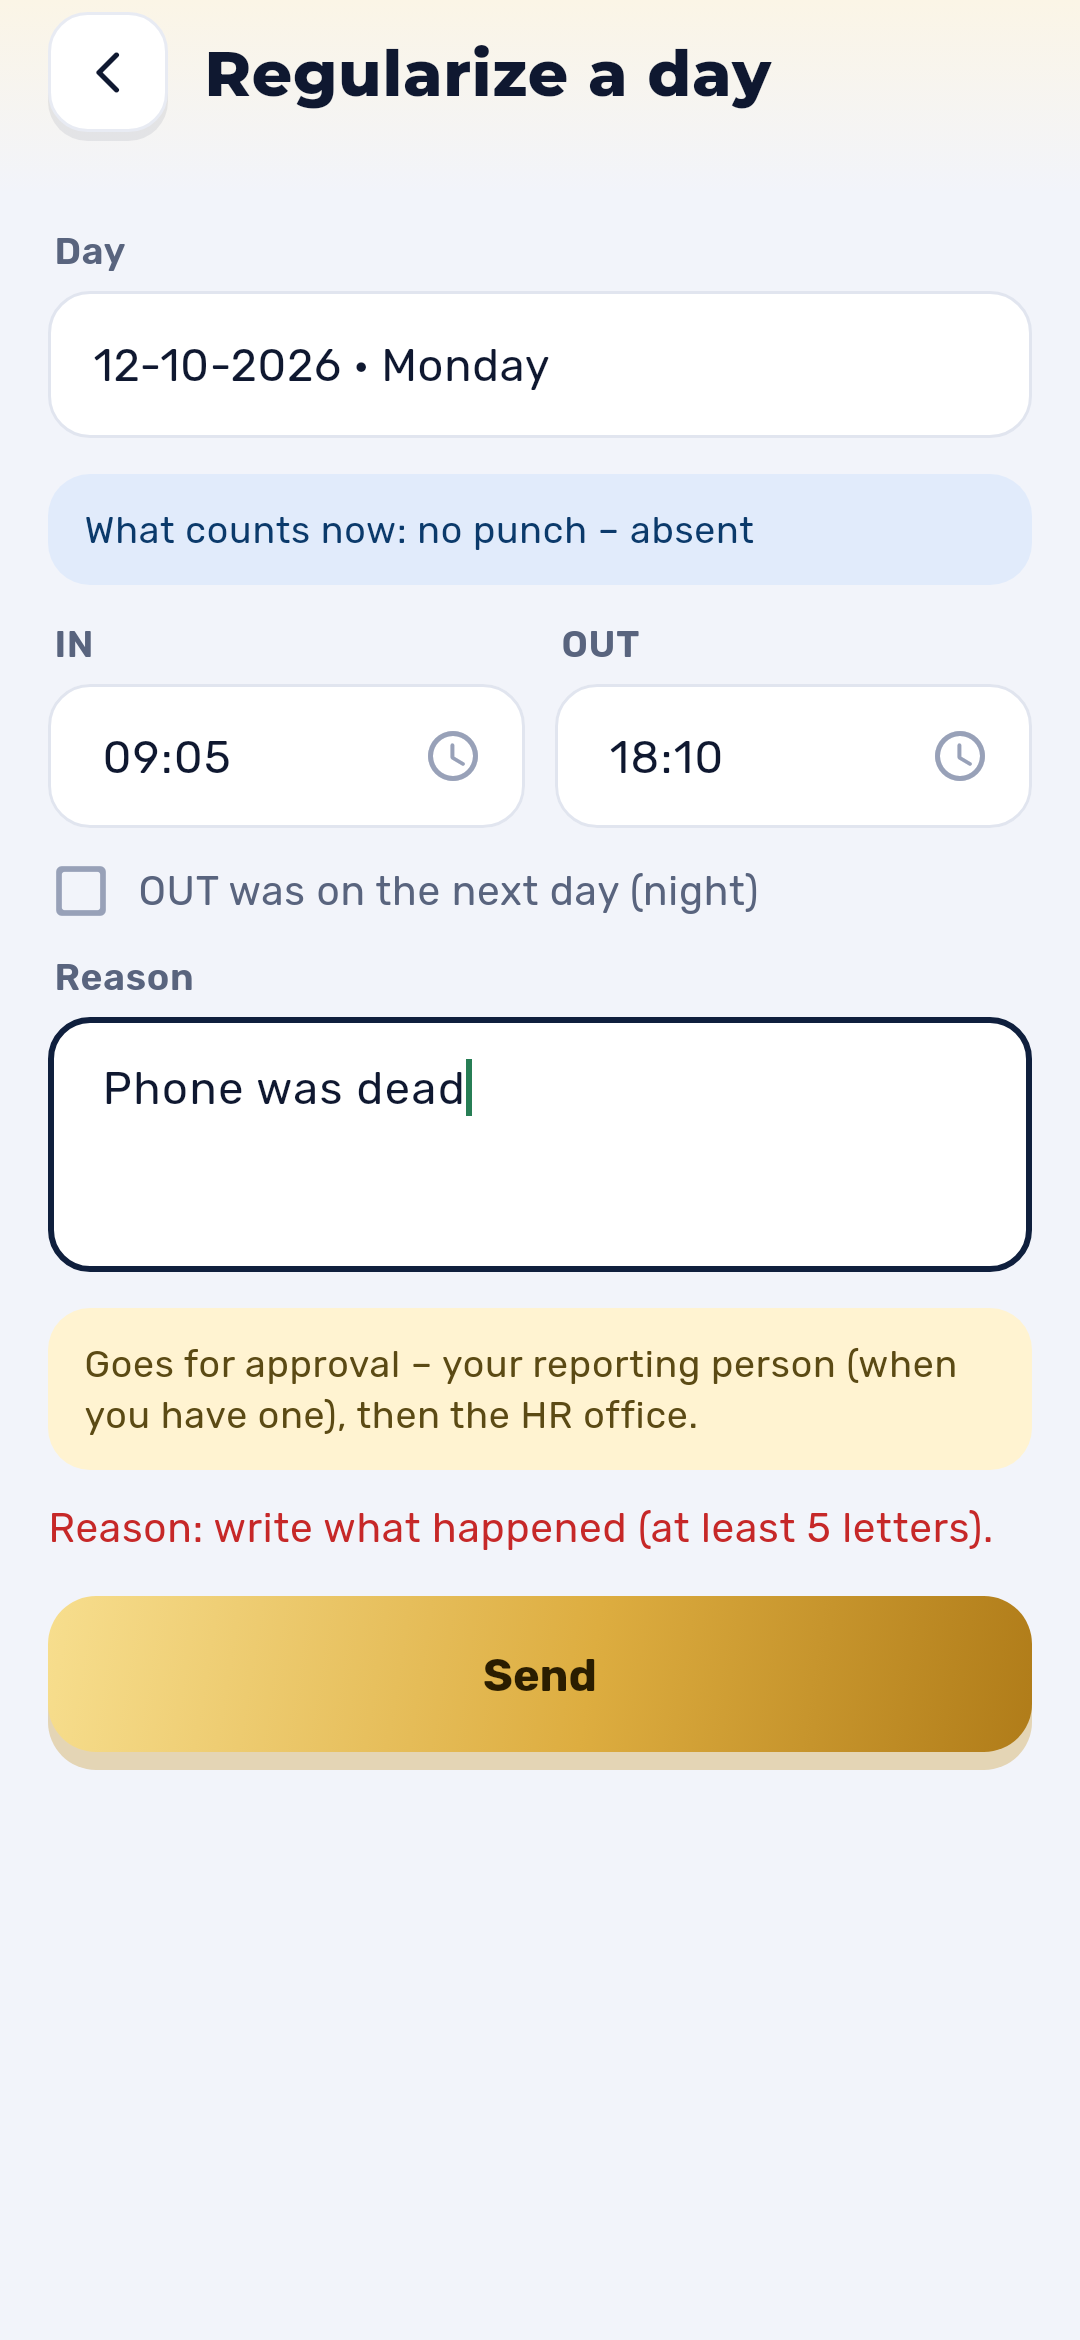 Regularize a day
Day
12-10-2026 • Monday
What counts now: no punch – absent
IN
OUT
09:05
18:10
OUT was on the next day (night)
Reason
Phone was dead
Goes for approval – your reporting person (when
you have one), then the HR office.
Reason: write what happened (at least 5 letters).
Send